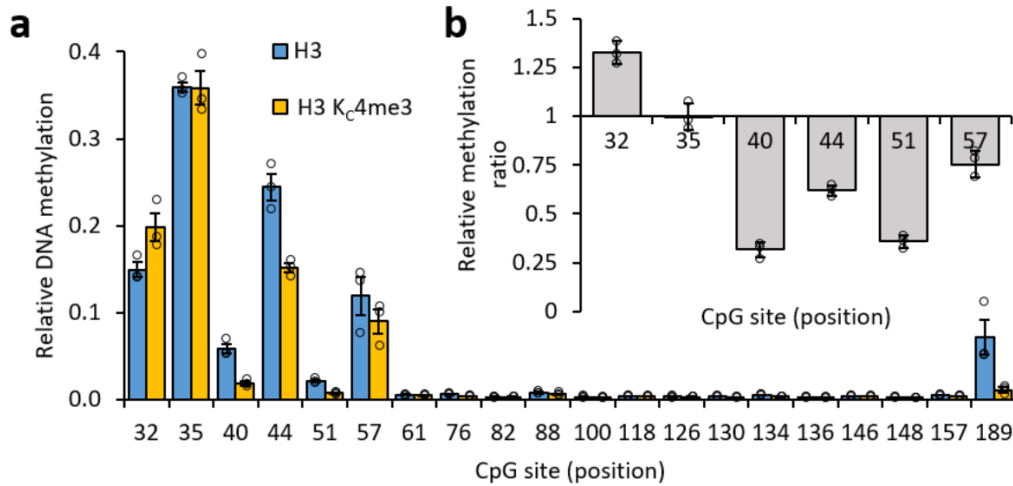 a
Relative DNA methylation
0.4
0.3
0.2
0.1
0.0
H3
H3 K_C4me3
32 35 40 44 51 57 61 76 82 88 100 118 126 130 134 136 146 148 157 189
CpG site (position)
b
Relative methylation
ratio
1.5
1.25
1
0.75
0.5
0.25
0
32 35 40 44 51 57
CpG site (position)